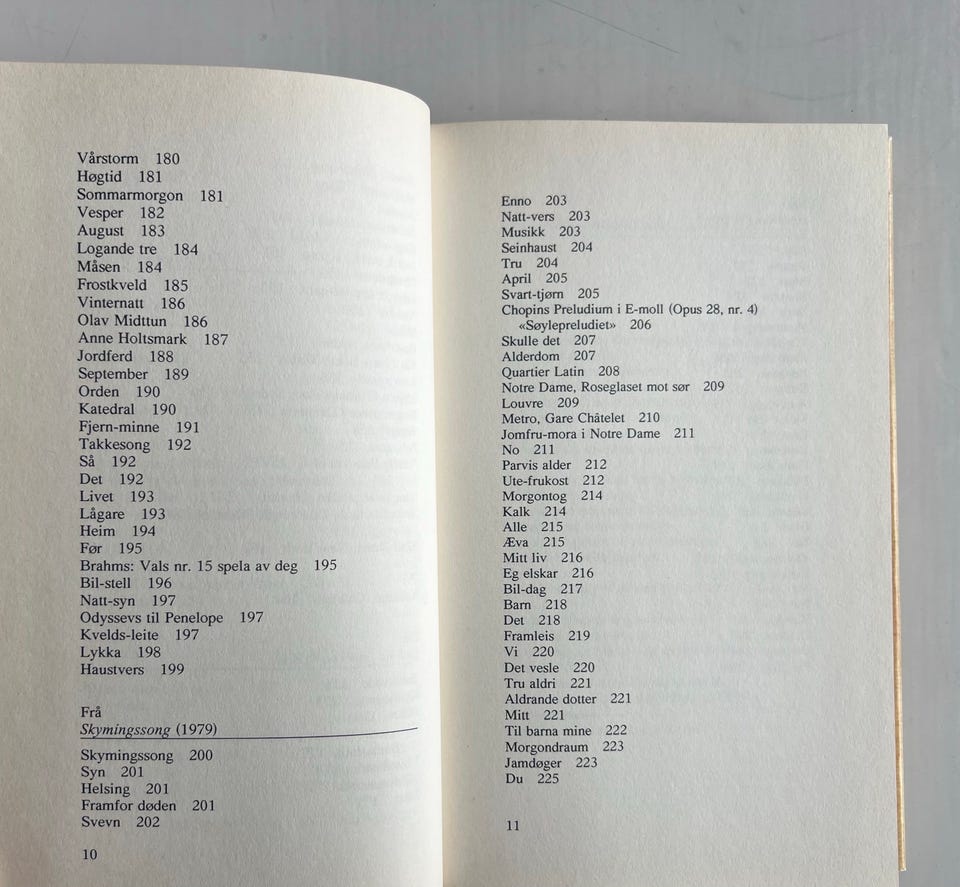 Vårstorm 180
Høgtid 181
Sommarmorgon 181
Vesper 182
August 183
Logande tre 184
Måsen 184
Frostkveld 185
Vinternatt 186
Olav Midttun 186
Anne Holtsmark 187
Jordferd 188
September 189
Orden 190
Katedral 190
Fjern-minne 191
Takkesong 192
Så 192
Det 192
Livet 193
Lågare 193
Heim 194
Før 195
Brahms: Vals nr. 15 spela av deg 195
Bil-stell 196
Natt-syn 197
Odyssevs til Penelope 197
Kvelds-leite 197
Lykka 198
Haustvers 199
Frå
Skymingssong (1979)
Skymingssong 200
Syn 201
Helsing 201
Framfor døden 201
Svevn 202
10
Enno 203
Natt-vers 203
Musikk 203
Seinhaust 204
Tru 204
April 205
Svart-tjørn 205
Chopins Preludium i E-moll (Opus 28, nr. 4)
«Søylepreludiet» 206
Skulle det 207
Alderdom 207
Quartier Latin 208
Notre Dame, Roseglaset mot sør 209
Louvre 209
Metro, Gare Châtelet 210
Jomfru-mora i Notre Dame 211
No 211
Parvis alder 212
Ute-frukost 212
Morgontog 214
Kalk 214
Alle 215
Æva 215
Mitt liv 216
Eg elskar 216
Bil-dag 217
Barn 218
Det 218
Framleis 219
Vi 220
Det vesle 220
Tru aldri 221
Aldrande dotter 221
Mitt 221
Til barna mine 222
Morgondraum 223
Jamdøger 223
Du 225
11